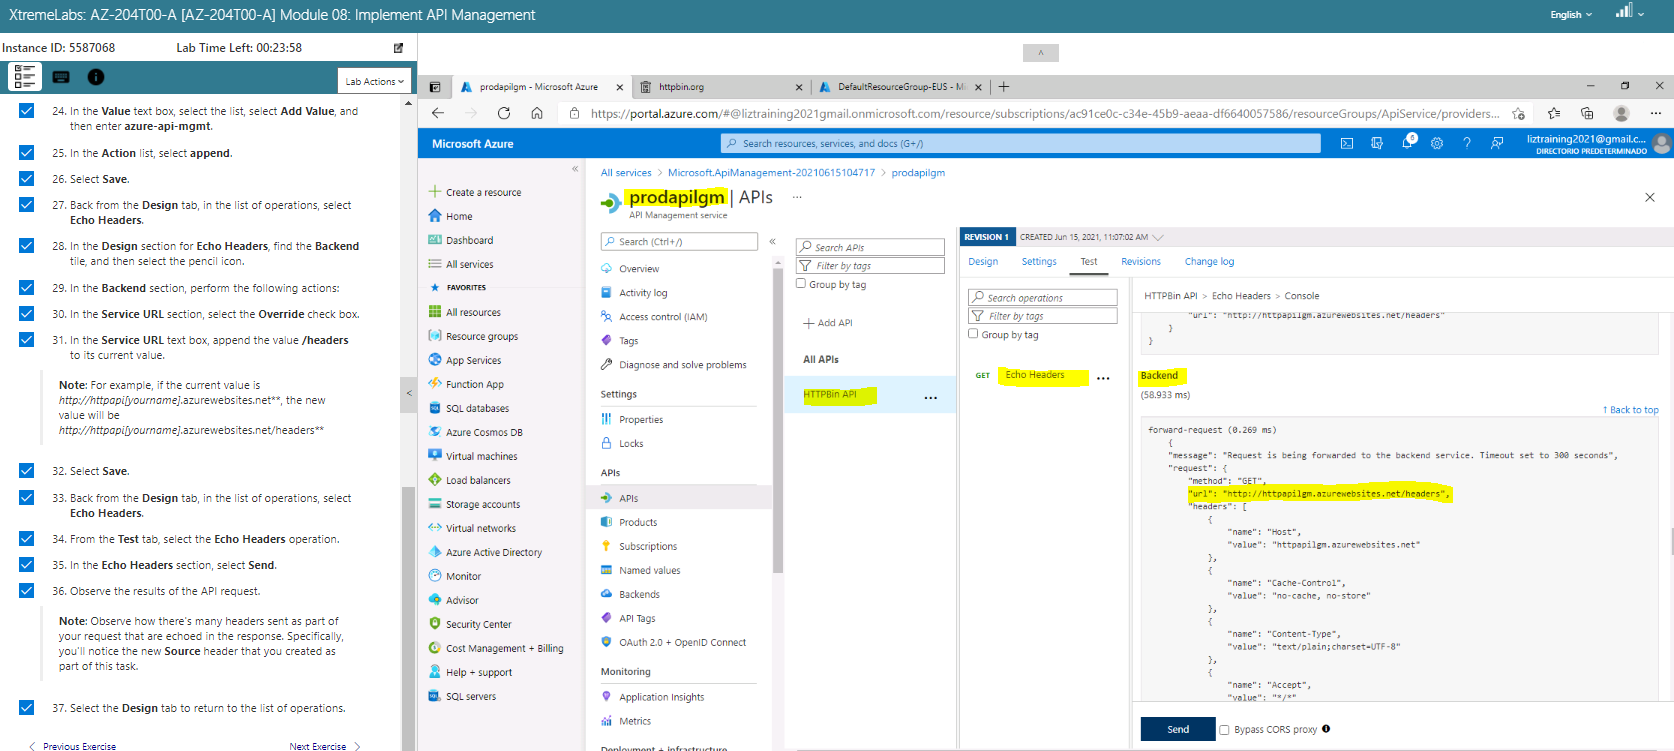 XtremeLabs: AZ-204T00-A [AZ-204T00-A] Module 08: Implement API Management
English
Instance ID: 5587068
Lab Time Left: 00:23:58
Lab Actions
24. In the Value text box, select the list, select Add Value, and
then enter azure-api-mgmt.
25. In the Action list, select append.
26. Select Save.
27. Back from the Design tab, in the list of operations, select
Echo Headers.
28. In the Design section for Echo Headers, find the Backend
tile, and then select the pencil icon.
29. In the Backend section, perform the following actions:
30. In the Service URL section, select the Override check box.
31. In the Service URL text box, append the value /headers
to its current value.
Note: For example, if the current value is
http://httpapi[yourname].azurewebsites.net**, the new
value will be
http://httpapi[yourname].azurewebsites.net/headers**
32. Select Save.
33. Back from the Design tab, in the list of operations, select
Echo Headers.
34. From the Test tab, select the Echo Headers operation.
35. In the Echo Headers section, select Send.
36. Observe the results of the API request.
Note: Observe how there's many headers sent as part of
your request that are echoed in the response. Specifically,
you'll notice the new Source header that you created as
part of this task.
37. Select the Design tab to return to the list of operations.
Previous Exercise
Next Exercise
prodapilgm - Microsoft Azure
httpbin.org
DefaultResourceGroup-EUS - Mi
https://portal.azure.com/#@liztraining2021gmail.onmicrosoft.com/resource/subscriptions/ac91ce0c-c34e-45b9-aeaa-df6640057586/resourceGroups/ApiService/providers...
Microsoft Azure
Search resources, services, and docs (G+/)
6
liztraining2021@gmail.c...
DIRECTORIO PREDETERMINADO
Create a resource
Home
Dashboard
All services
FAVORITES
All resources
Resource groups
App Services
Function App
SQL databases
Azure Cosmos DB
Virtual machines
Load balancers
Storage accounts
Virtual networks
Azure Active Directory
Monitor
Advisor
Security Center
Cost Management + Billing
Help + support
SQL servers
All services > Microsoft.ApiManagement-20210615104717 > prodapilgm
prodapilgm | APIs ...
API Management service
Search (Ctrl+/)
Overview
Activity log
Access control (IAM)
Tags
Diagnose and solve problems
Settings
Properties
Locks
APIs
APIs
Products
Subscriptions
Named values
Backends
API Tags
OAuth 2.0 + OpenID Connect
Monitoring
Application Insights
Metrics
Deployment + infrastructure
Search APIs
Filter by tags
Group by tag
Add API
All APIs
HTTPBin API
...
REVISION 1
CREATED Jun 15, 2021, 11:07:02 AM
Design
Settings
Test
Revisions
Change log
Search operations
Filter by tags
Group by tag
GET
Echo Headers
...
HTTPBin API > Echo Headers > Console
"url": "http://httpapilgm.azurewebsites.net/headers"
}
}
Backend
(58.933 ms)
↑ Back to top
forward-request (0.269 ms)
{
"message": "Request is being forwarded to the backend service. Timeout set to 300 seconds",
"request": {
"method": "GET",
"url": "http://httpapilgm.azurewebsites.net/headers",
"headers": [
{
"name": "Host",
"value": "httpapilgm.azurewebsites.net"
},
{
"name": "Cache-Control",
"value": "no-cache, no-store"
},
{
"name": "Content-Type",
"value": "text/plain;charset=UTF-8"
},
{
"name": "Accept",
"value": "*/*"
Send
Bypass CORS proxy